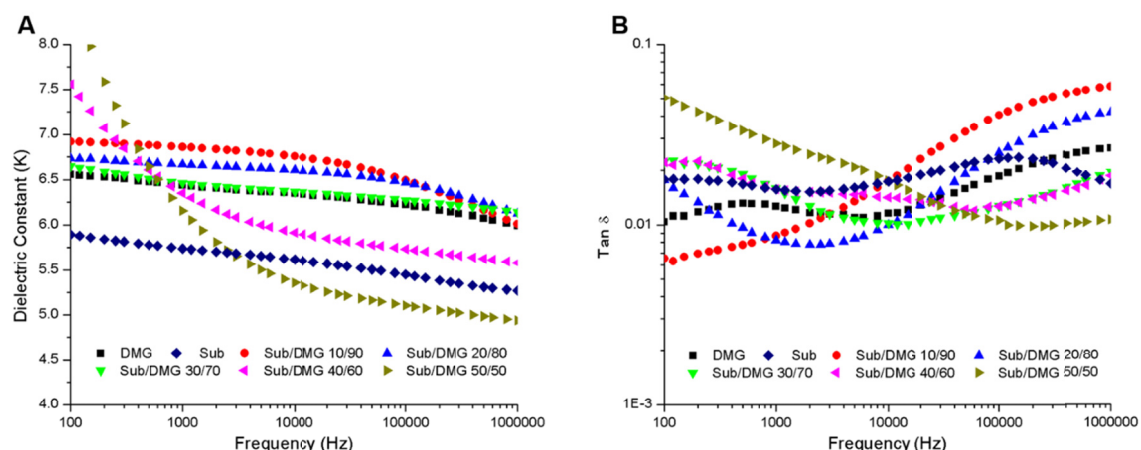 A
8.0
7.5
7.0
6.5
6.0
5.5
5.0
4.5
4.0
Dielectric Constant (K)
DMG Sub Sub/DMG 10/90 Sub/DMG 20/80
Sub/DMG 30/70 Sub/DMG 40/60 Sub/DMG 50/50
100 1000 10000 100000 1000000
Frequency (Hz)
B
0.1
0.01
1E-3
Tan δ
DMG Sub Sub/DMG 10/90 Sub/DMG 20/80
Sub/DMG 30/70 Sub/DMG 40/60 Sub/DMG 50/50
100 1000 10000 100000 1000000
Frequency (Hz)